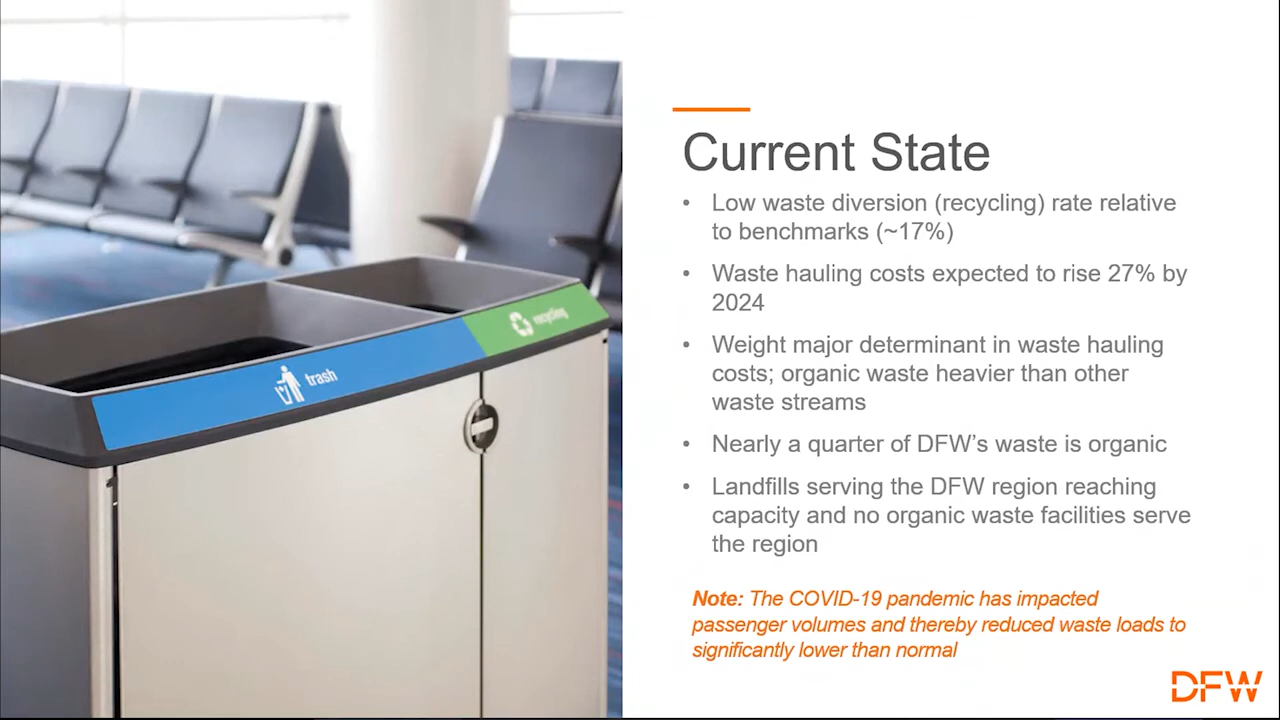 Current State
• Low waste diversion (recycling) rate relative
to benchmarks (~17%)
• Waste hauling costs expected to rise 27% by
2024
• Weight major determinant in waste hauling
costs; organic waste heavier than other
waste streams
• Nearly a quarter of DFW’s waste is organic
• Landfills serving the DFW region reaching
capacity and no organic waste facilities serve
the region
Note: The COVID-19 pandemic has impacted
passenger volumes and thereby reduced waste loads to
significantly lower than normal
DFW
trash
recycling